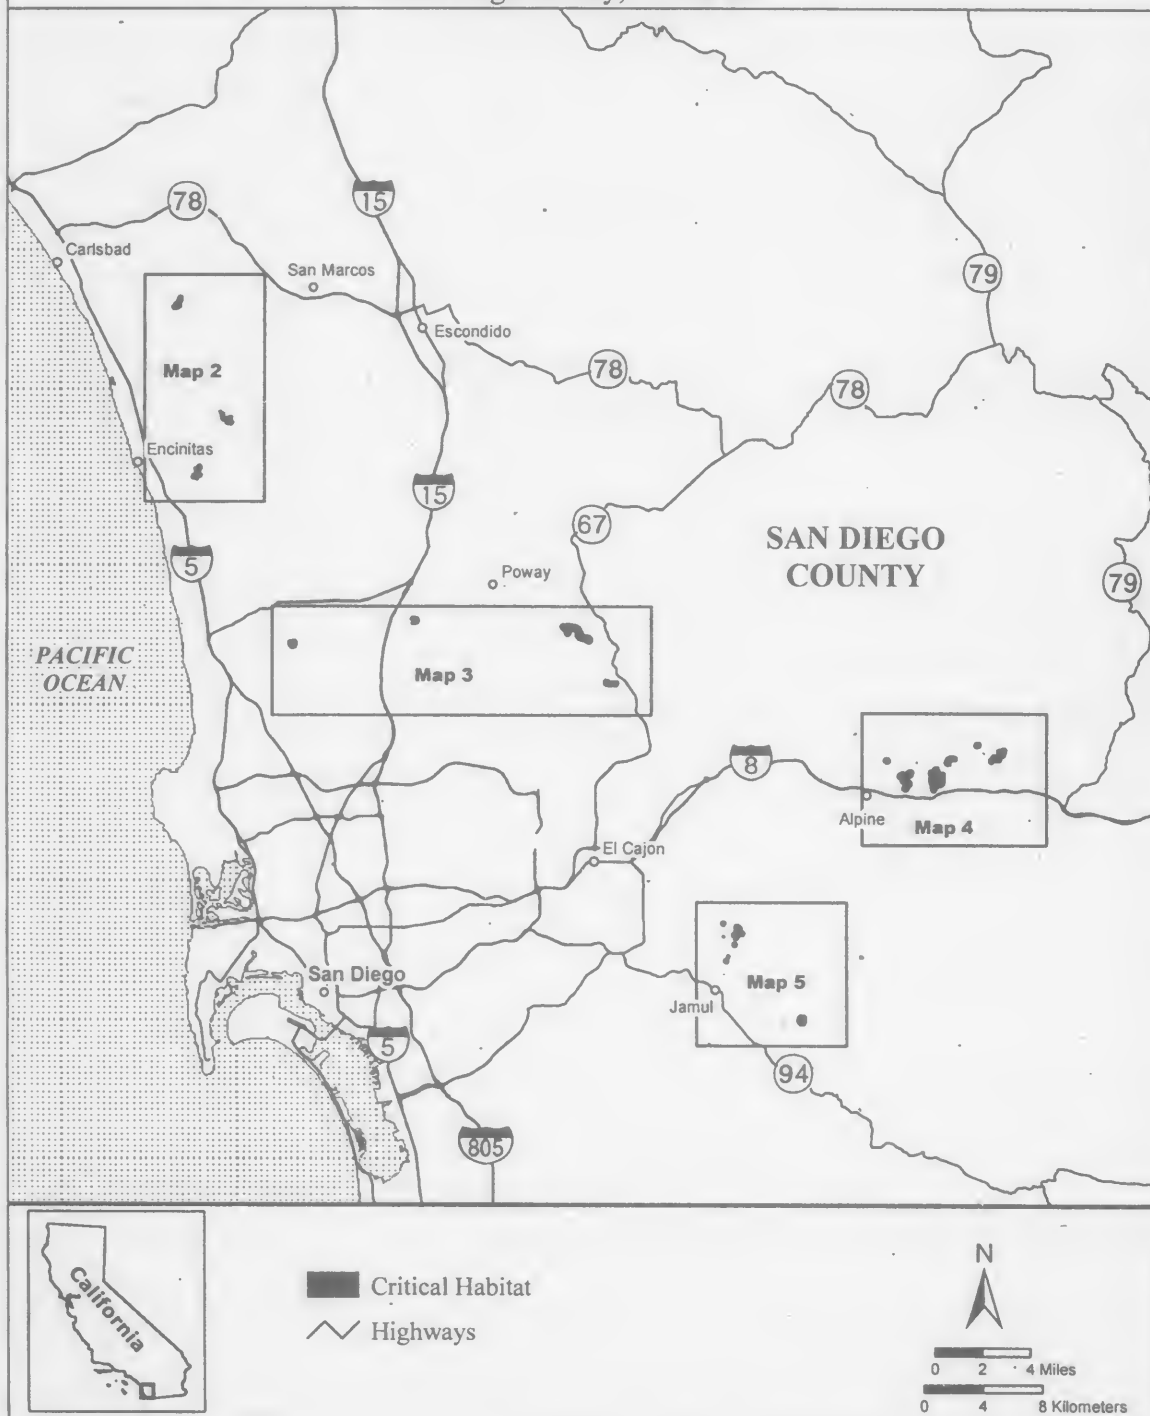 78
15
Carlsbad
San Marcos
79
Escondido
Map 2
78
78
Encinitas
15
67
SAN DIEGO
COUNTY
5
Poway
79
PACIFIC
OCEAN
Map 3
8
Alpine
Map 4
El Cajon
San Diego
Map 5
Jamul
5
94
805
California
Critical Habitat
Highways
N
0 2 4 Miles
0 4 8 Kilometers